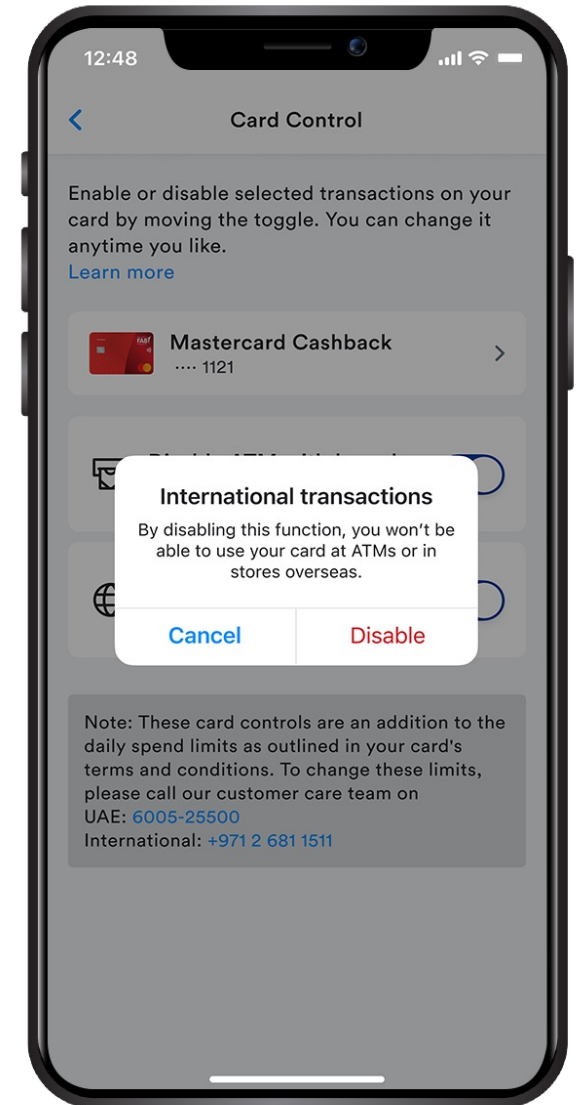 12:48
Card Control
Enable or disable selected transactions on your
card by moving the toggle. You can change it
anytime you like.
Learn more
FAB
Mastercard Cashback
···· 1121
International transactions
By disabling this function, you won't be
able to use your card at ATMs or in
stores overseas.
Cancel
Disable
Note: These card controls are an addition to the
daily spend limits as outlined in your card's
terms and conditions. To change these limits,
please call our customer care team on
UAE: 6005-25500
International: +971 2 681 1511